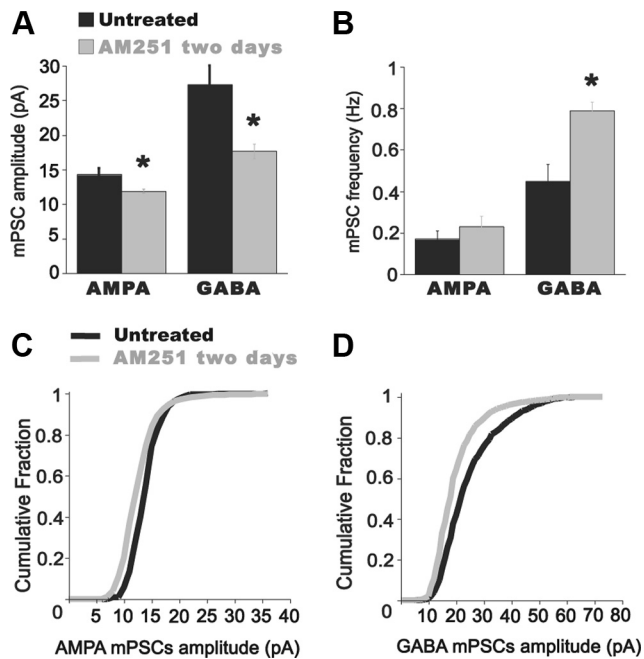 A
Untreated
AM251 two days
mPSC amplitude (pA)
30
25
20
15
10
5
0
*
*
AMPA
GABA
B
mPSC frequency (Hz)
1
0.8
0.6
0.4
0.2
0
*
AMPA
GABA
Untreated
AM251 two days
C
Cumulative Fraction
1
0.8
0.6
0.4
0.2
0
0 5 10 15 20 25 30 35 40
AMPA mPSCs amplitude (pA)
D
Cumulative Fraction
1
0.8
0.6
0.4
0.2
0
10 20 30 40 50 60 70 80
GABA mPSCs amplitude (pA)